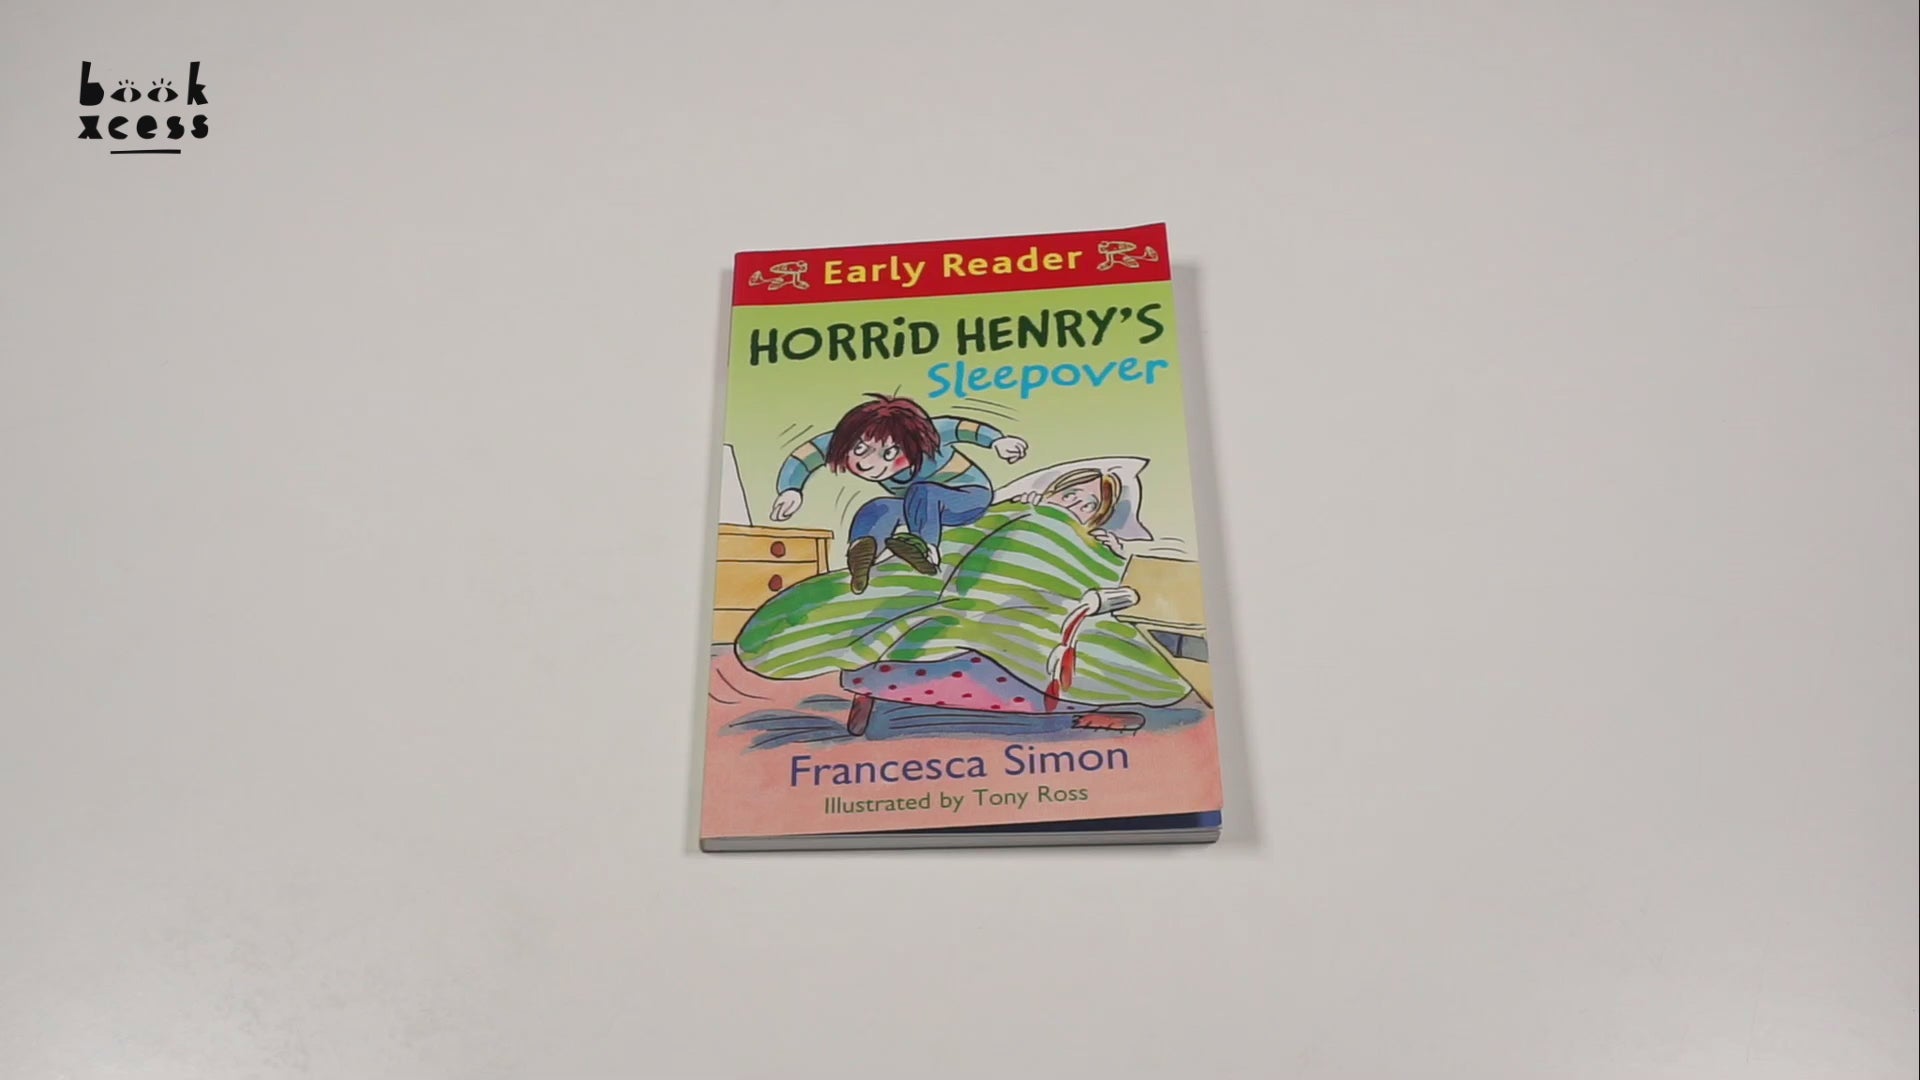 book
xcess
Early Reader
HORRiD HENRY'S
Sleepover
Francesca Simon
Illustrated by Tony Ross